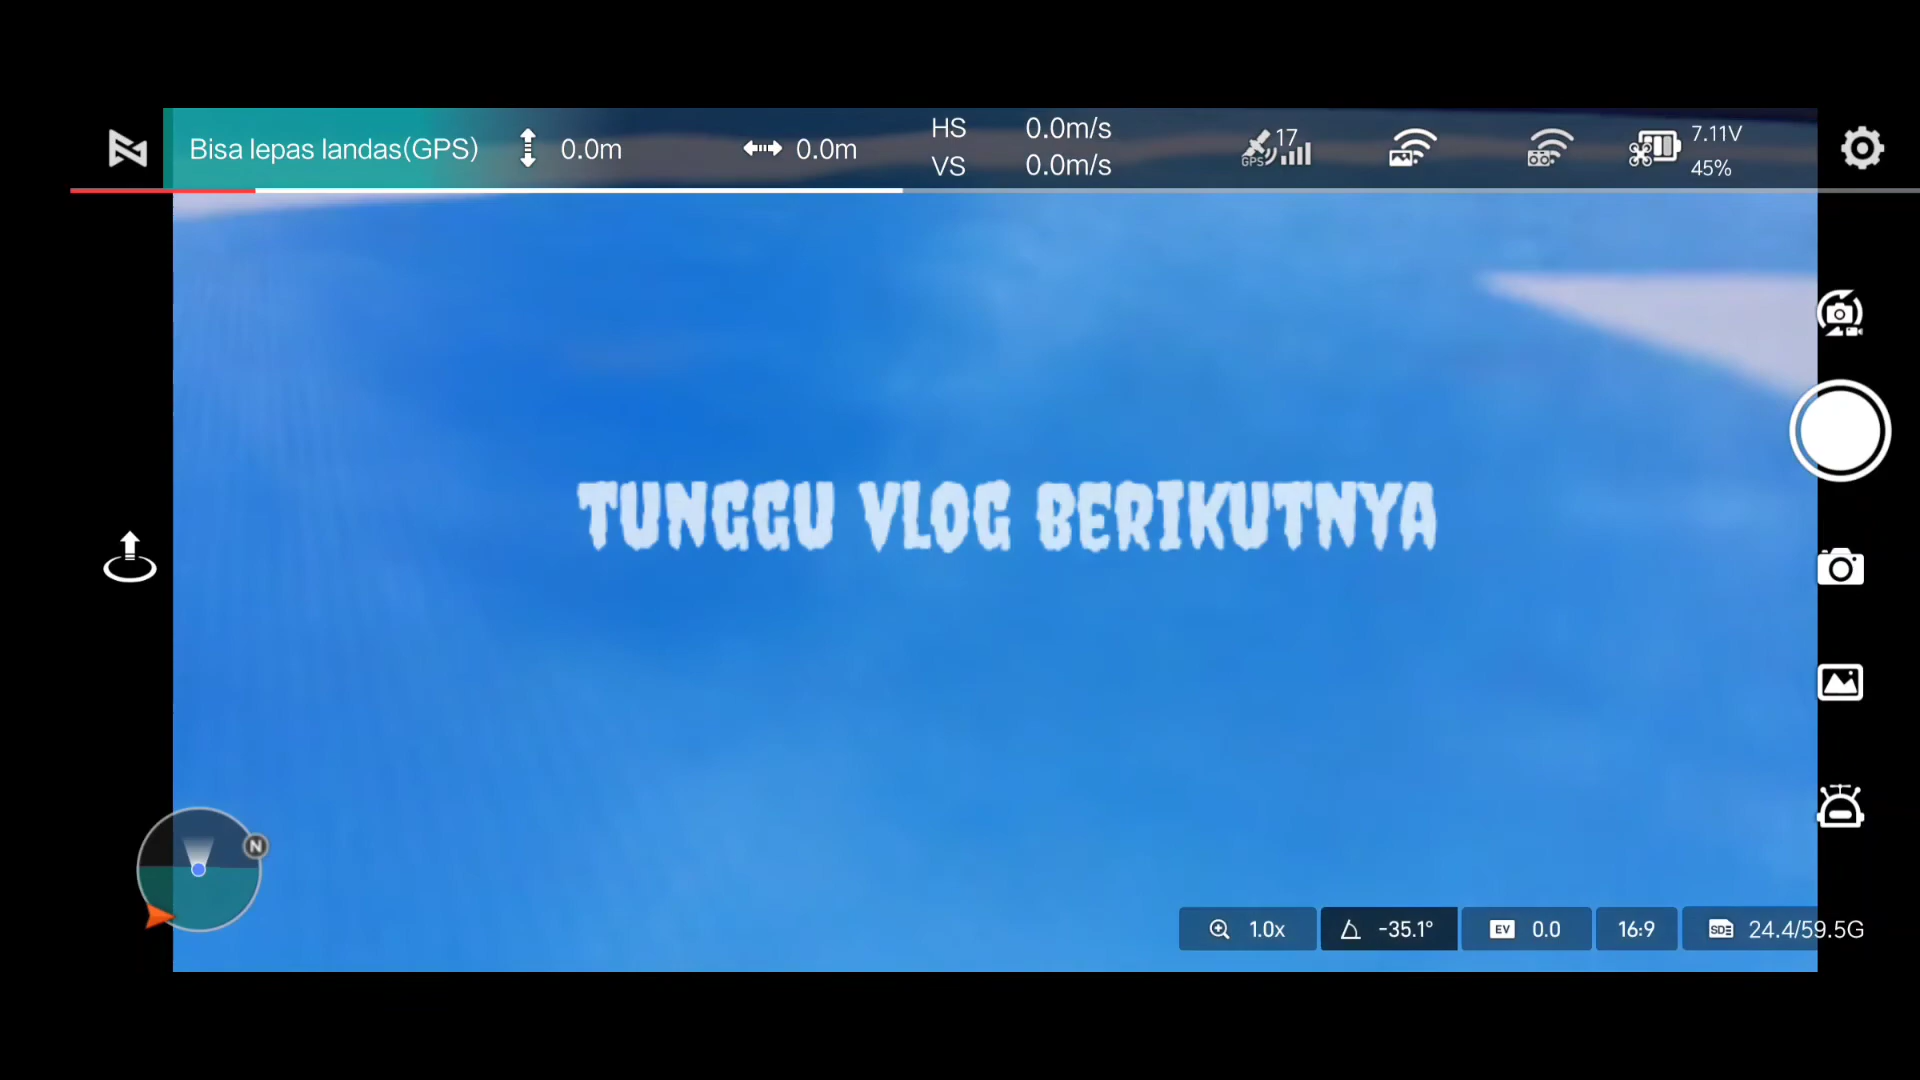 Bisa lepas landas(GPS)
0.0m
0.0m
HS 0.0m/s
VS 0.0m/s
GPS 17
7.11V
45%
TUNGGU VLOG BERIKUTNYA
N
1.0x
-35.1°
EV 0.0
16:9
SD 24.4/59.5G